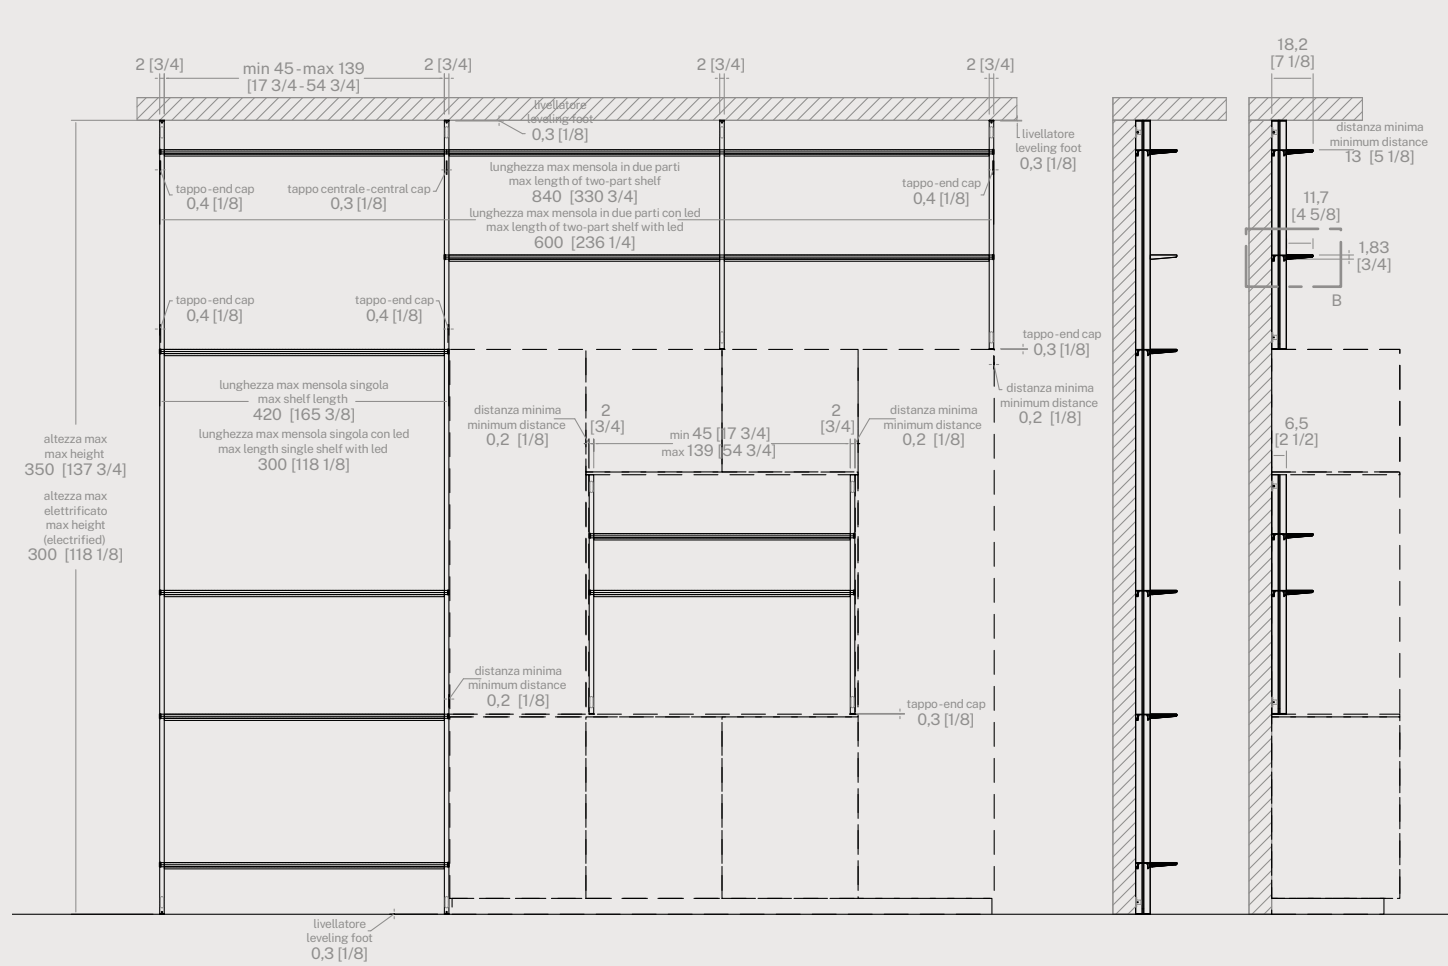 18,2
[7 1/8]
2 [3/4]
min 45 - max 139
[17 3/4 - 54 3/4]
2 [3/4]
2 [3/4]
2 [3/4]
livellatore
leveling foot
0,3 [1/8]
livellatore
leveling foot
0,3 [1/8]
distanza minima
minimum distance
13 [5 1/8]
lunghezza max mensola in due parti
max length of two-part shelf
840 [330 3/4]
tappo - end cap
0,4 [1/8]
tappo centrale - central cap
0,3 [1/8]
tappo - end cap
0,4 [1/8]
11,7
[4 5/8]
lunghezza max mensola in due parti con led
max length of two-part shelf with led
600 [236 1/4]
1,83
[3/4]
B
tappo - end cap
0,4 [1/8]
tappo - end cap
0,4 [1/8]
tappo - end cap
0,3 [1/8]
lunghezza max mensola singola
max shelf length
420 [165 3/8]
lunghezza max mensola singola con led
max length single shelf with led
300 [118 1/8]
distanza minima
minimum distance
0,2 [1/8]
2
[3/4]
min 45 [17 3/4]
max 139 [54 3/4]
2
[3/4]
distanza minima
minimum distance
0,2 [1/8]
distanza minima
minimum distance
0,2 [1/8]
6,5
[2 1/2]
altezza max
max height
350 [137 3/4]
altezza max
elettrificato
max height
(electrified)
300 [118 1/8]
distanza minima
minimum distance
0,2 [1/8]
tappo - end cap
0,3 [1/8]
livellatore
leveling foot
0,3 [1/8]